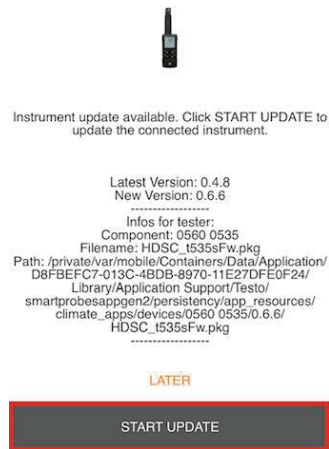 Instrument update available. Click START UPDATE to
update the connected instrument.
Latest Version: 0.4.8
New Version: 0.6.6
------------------
Infos for tester:
Component: 0560 0535
Filename: HDSC_t535sFw.pkg
Path: /private/var/mobile/Containers/Data/Application/
D8FBEFC7-013C-4BDB-8970-11E27DFE0F24/
Library/Application Support/Testo/
smartprobesappgen2/persistency/app_resources/
climate_apps/devices/0560 0535/0.6.6/
HDSC_t535sFw.pkg
------------------
LATER
START UPDATE